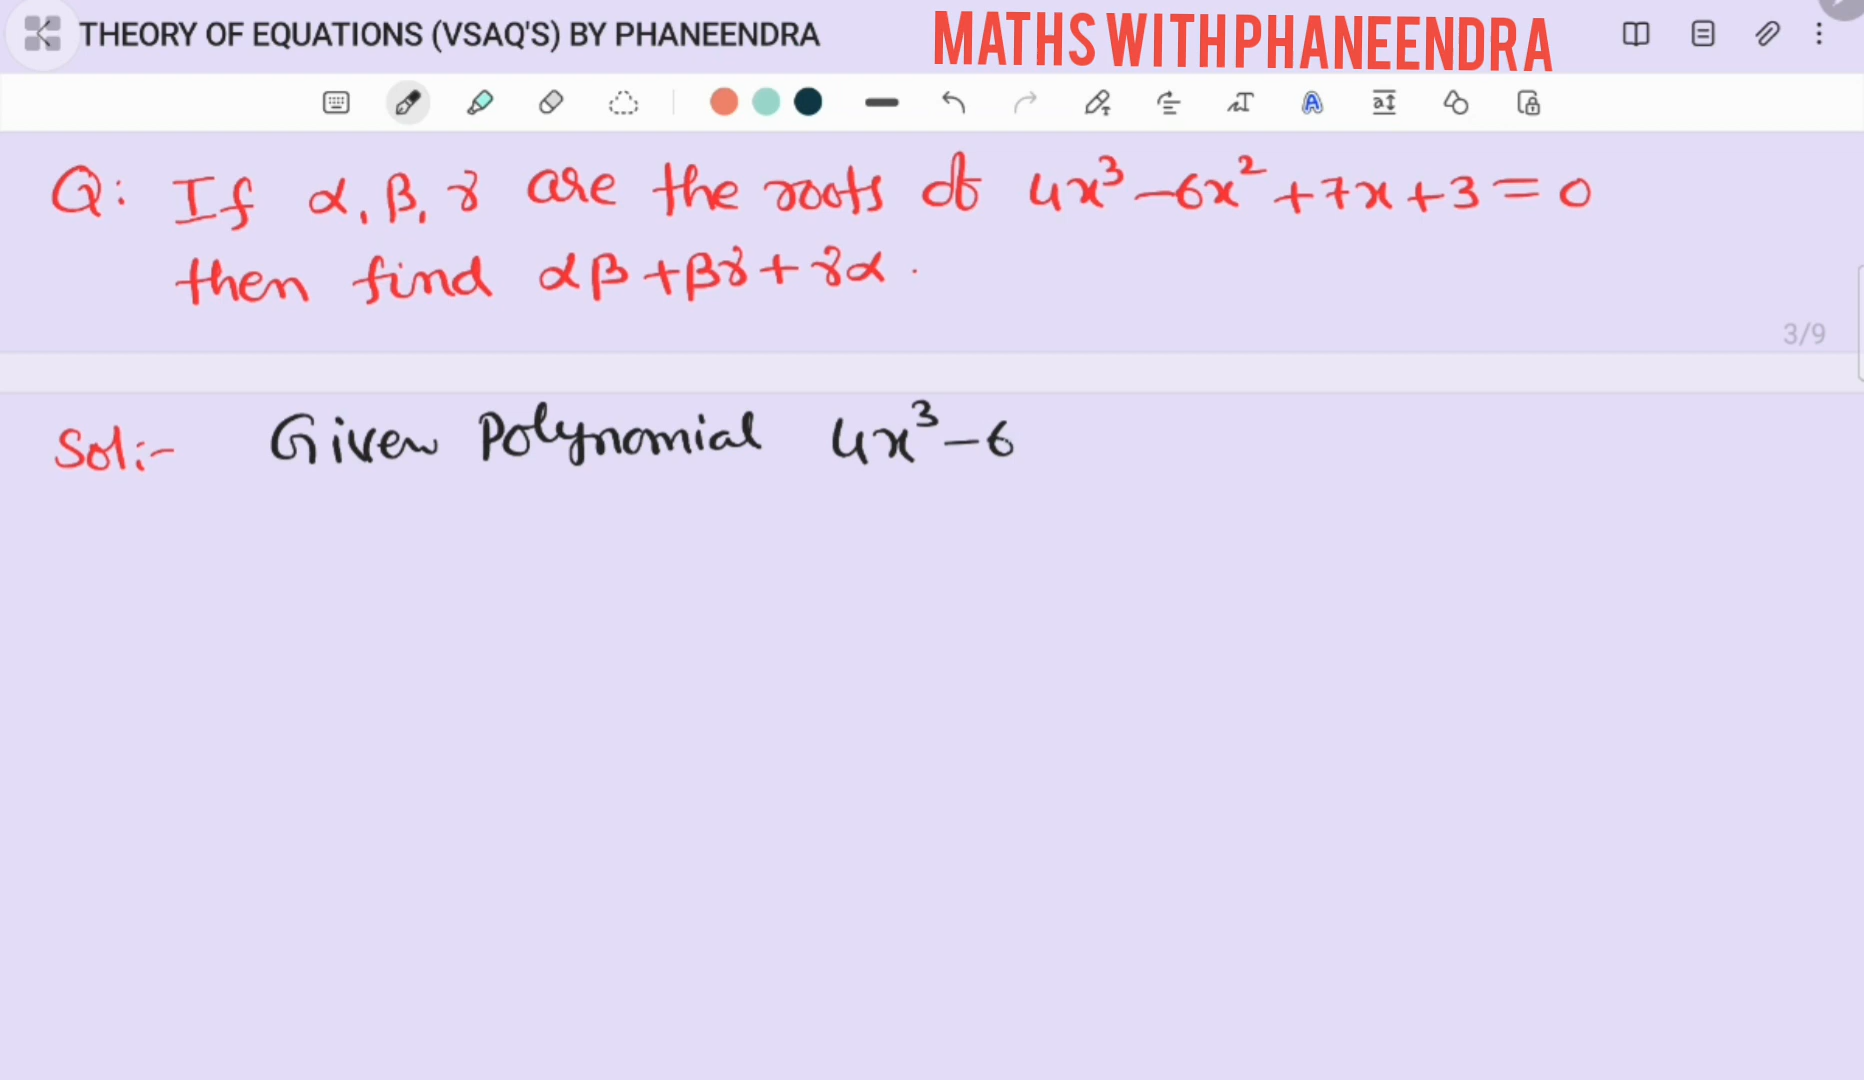 THEORY OF EQUATIONS (VSAQ'S) BY PHANEENDRA
MATHS WITH PHANEENDRA
Q: If α, β, γ are the roots of 4x³ – 6x² + 7x + 3 = 0
then find αβ + βγ + γα .
3/9
Sol:- Given Polynomial 4x³ – 6